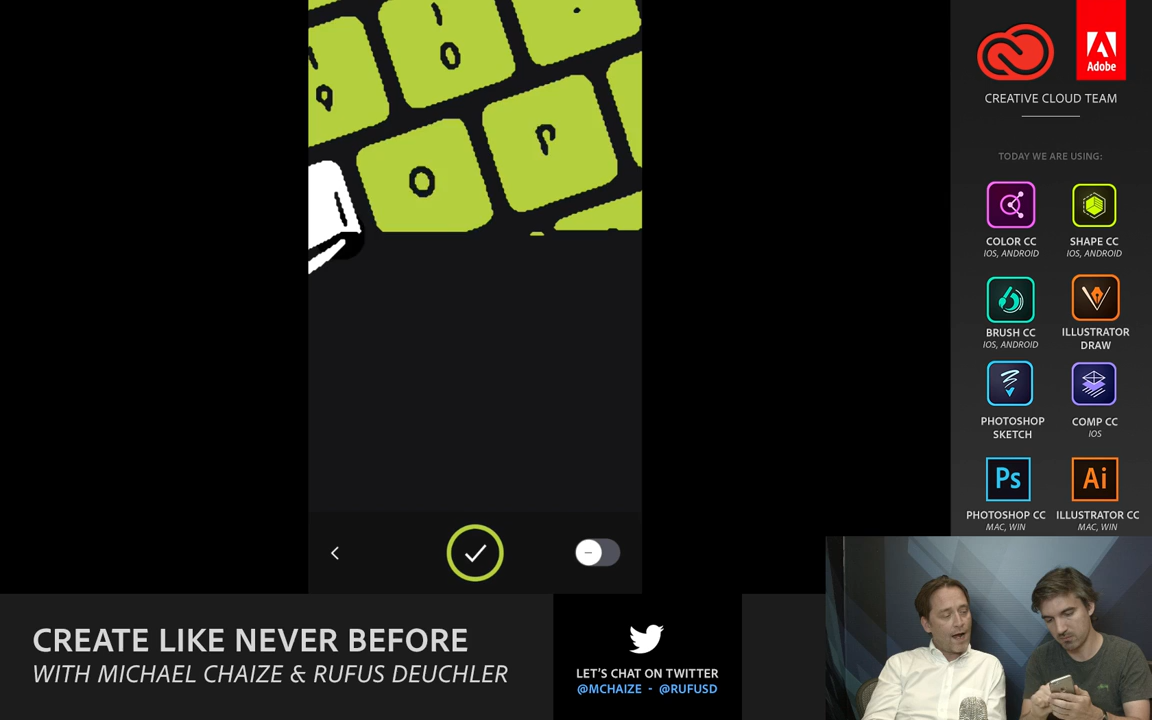 0
9
O
P
Adobe
CREATIVE CLOUD TEAM
TODAY WE ARE USING:
COLOR CC
IOS, ANDROID
SHAPE CC
IOS, ANDROID
BRUSH CC
IOS, ANDROID
ILLUSTRATOR
DRAW
PHOTOSHOP
SKETCH
COMP CC
IOS
Ps
Ai
PHOTOSHOP CC
MAC, WIN
ILLUSTRATOR CC
MAC, WIN
CREATE LIKE NEVER BEFORE
WITH MICHAEL CHAIZE & RUFUS DEUCHLER
LET'S CHAT ON TWITTER
@MCHAIZE - @RUFUSD